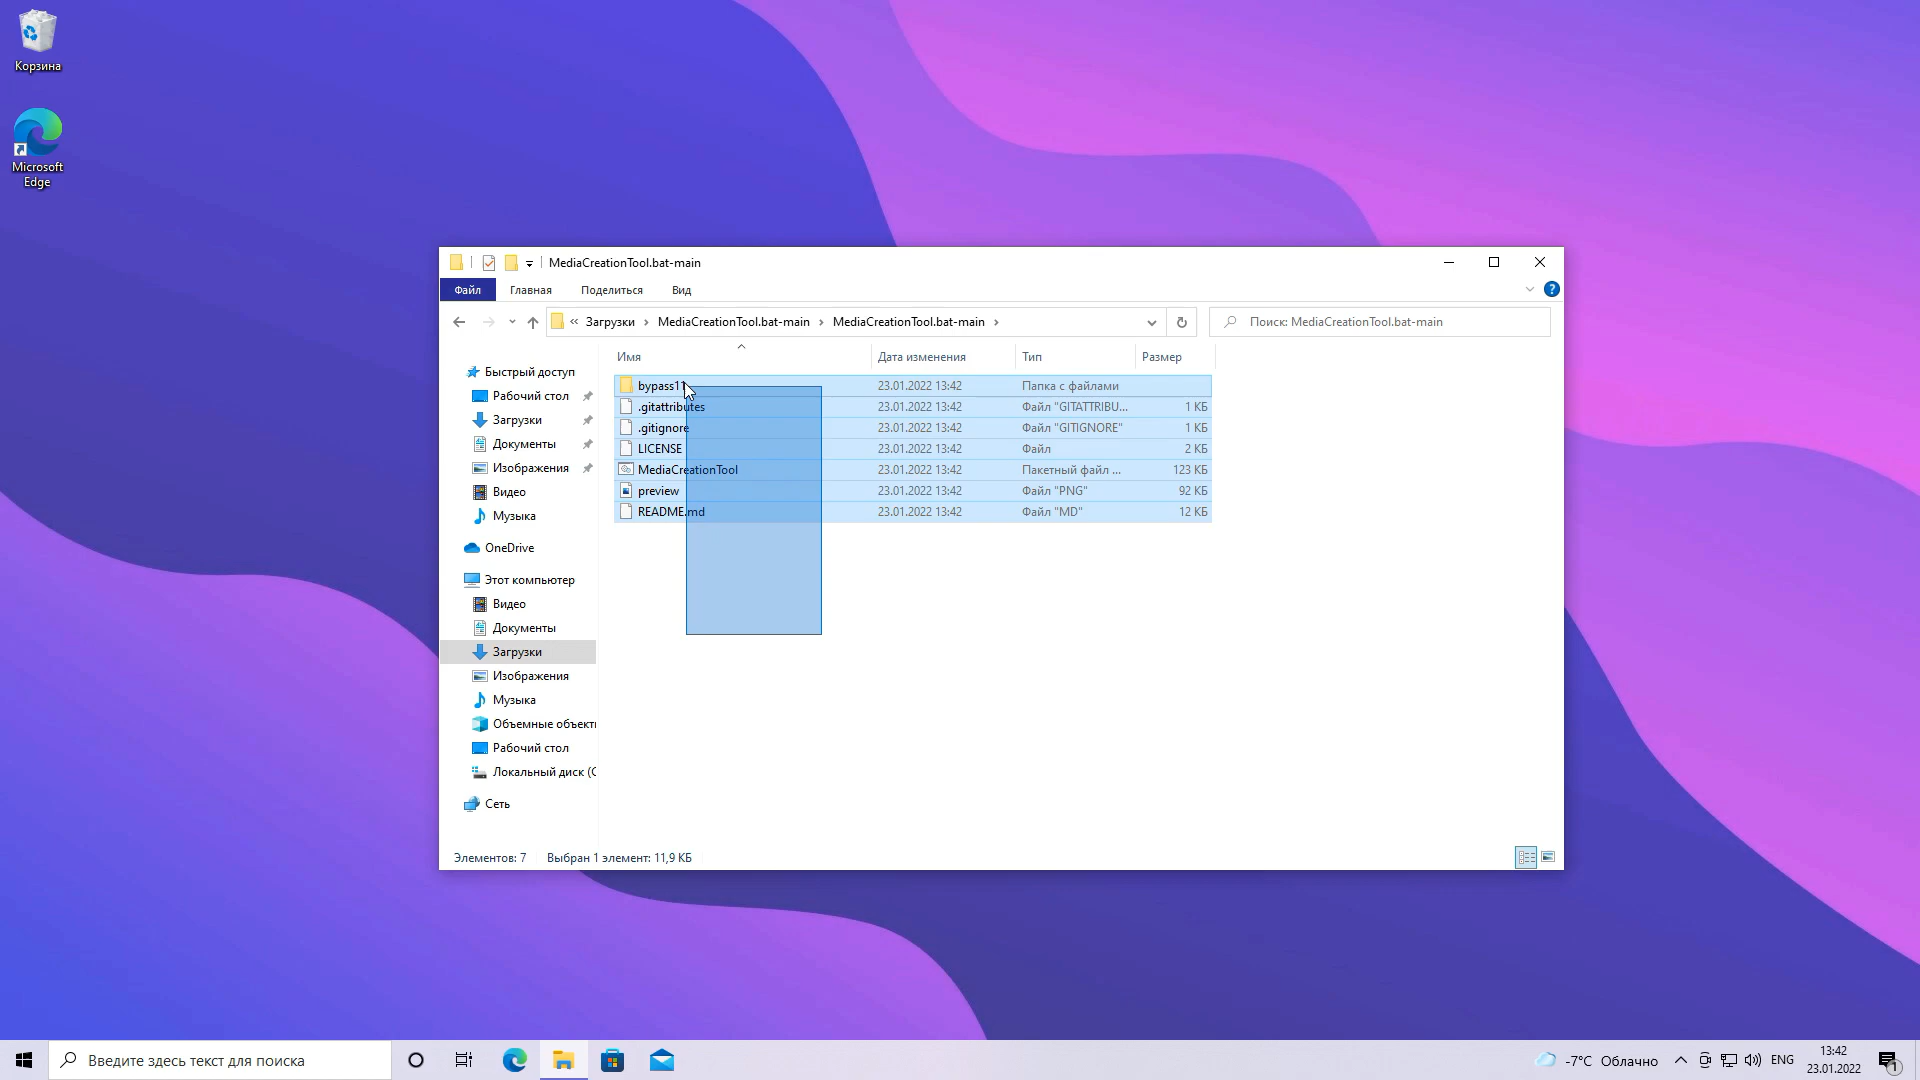 Корзина
Microsoft
Edge
MediaCreationTool.bat-main
Файл Главная Поделиться Вид
« Загрузки › MediaCreationTool.bat-main › MediaCreationTool.bat-main ›
Поиск: MediaCreationTool.bat-main
Быстрый доступ
Рабочий стол
Загрузки
Документы
Изображения
Видео
Музыка
OneDrive
Этот компьютер
Видео
Документы
Загрузки
Изображения
Музыка
Объемные объекты
Рабочий стол
Локальный диск (C
Сеть
Имя Дата изменения Тип Размер
bypass11 23.01.2022 13:42 Папка с файлами
.gitattributes 23.01.2022 13:42 Файл "GITATTRIBU... 1 КБ
.gitignore 23.01.2022 13:42 Файл "GITIGNORE" 1 КБ
LICENSE 23.01.2022 13:42 Файл 2 КБ
MediaCreationTool 23.01.2022 13:42 Пакетный файл ... 123 КБ
preview 23.01.2022 13:42 Файл "PNG" 92 КБ
README.md 23.01.2022 13:42 Файл "MD" 12 КБ
Элементов: 7 Выбран 1 элемент: 11,9 КБ
Введите здесь текст для поиска
-7°C Облачно
ENG
13:42
23.01.2022
1